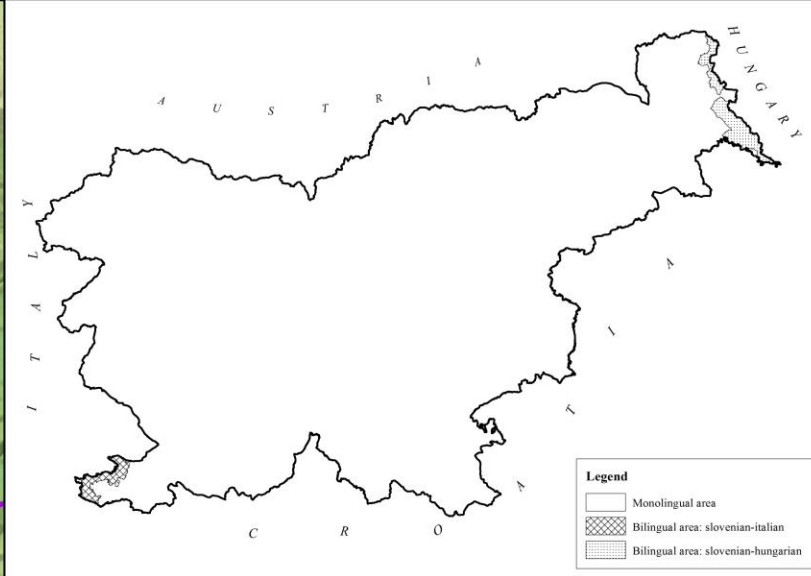 AUSTRIA
HUNGARY
ITALY
CROATIA
Legend
Monolingual area
Bilingual area: slovenian-italian
Bilingual area: slovenian-hungarian